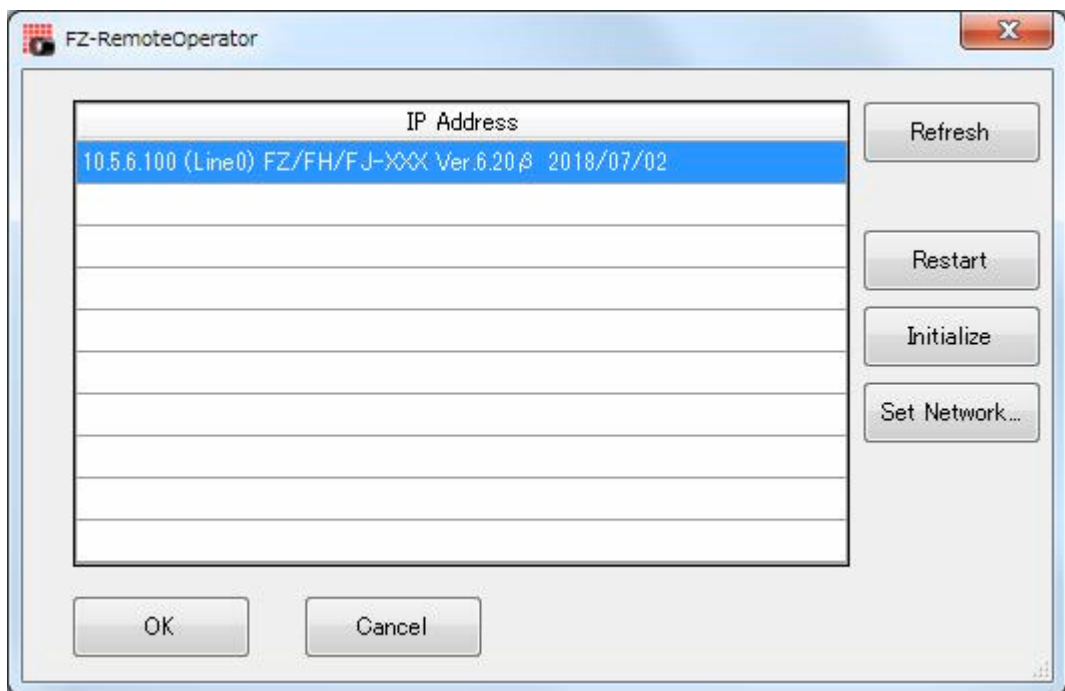 FZ-RemoteOperator
IP Address
10.5.6.100 (Line0) FZ/FH/FJ-XXX Ver.6.20β 2018/07/02
Refresh
Restart
Initialize
Set Network...
OK
Cancel